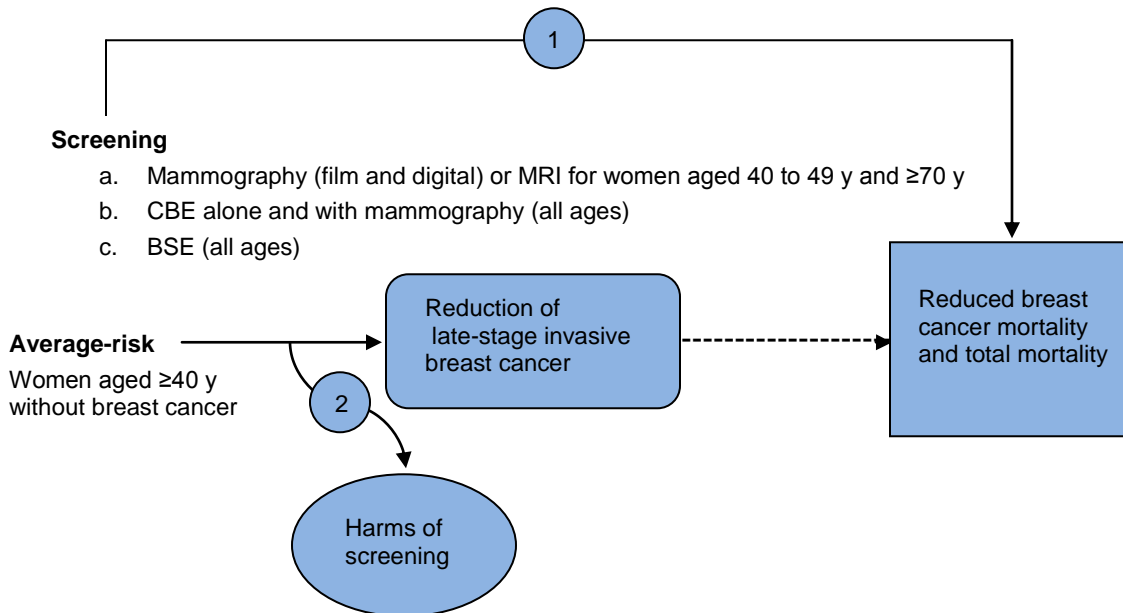 1
Screening
a. Mammography (film and digital) or MRI for women aged 40 to 49 y and ≥70 y
b. CBE alone and with mammography (all ages)
c. BSE (all ages)
Average-risk
Women aged ≥40 y
without breast cancer
2
Reduction of
late-stage invasive
breast cancer
Reduced breast
cancer mortality
and total mortality
Harms of
screening